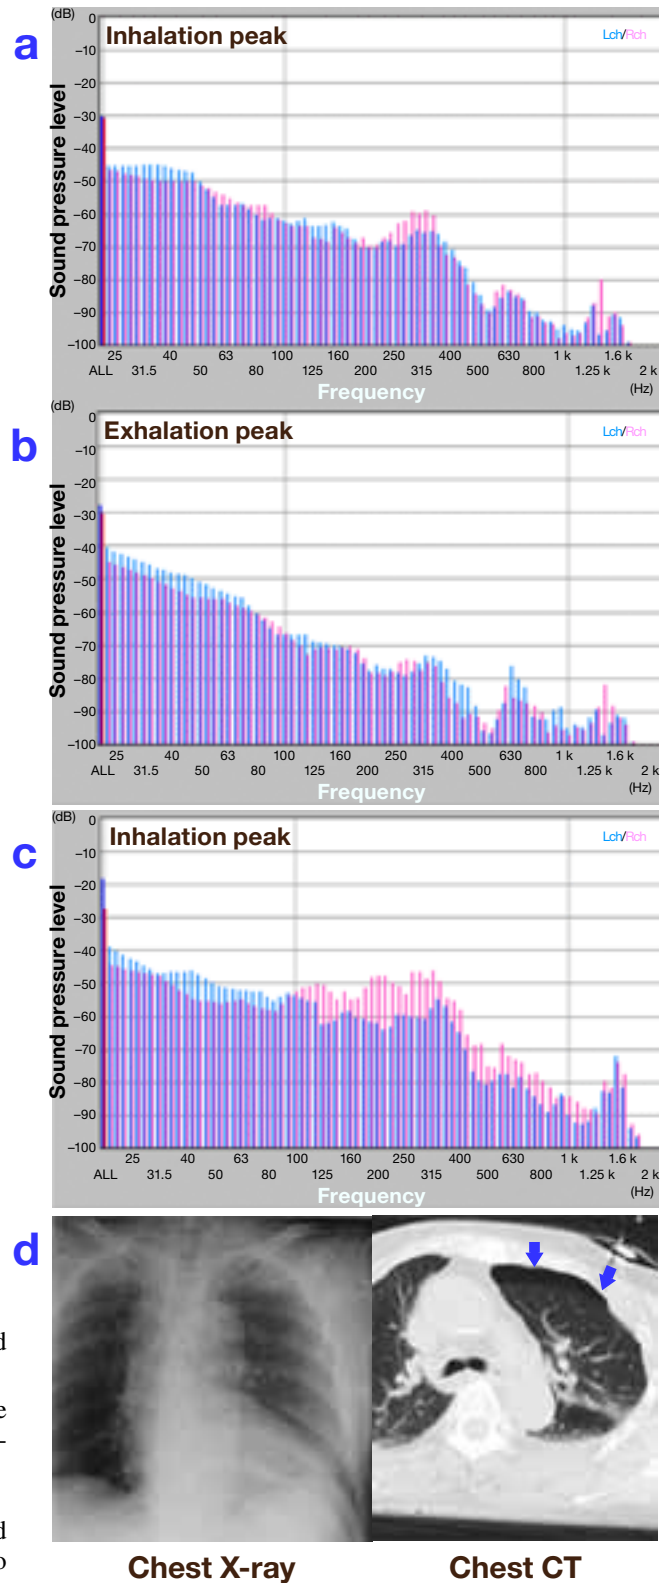 a
(dB)
Inhalation peak
Lch/Rch
Sound pressure level
0
−10
−20
−30
−40
−50
−60
−70
−80
−90
−100
25 40 63 100 160 250 400 630 1 k 1.6 k
ALL 31.5 50 80 125 200 315 500 800 1.25 k 2 k
Frequency
(Hz)
b
(dB)
Exhalation peak
Lch/Rch
Sound pressure level
0
−10
−20
−30
−40
−50
−60
−70
−80
−90
−100
25 40 63 100 160 250 400 630 1 k 1.6 k
ALL 31.5 50 80 125 200 315 500 800 1.25 k 2 k
Frequency
(Hz)
c
(dB)
Inhalation peak
Lch/Rch
Sound pressure level
0
−10
−20
−30
−40
−50
−60
−70
−80
−90
−100
25 40 63 100 160 250 400 630 1 k 1.6 k
ALL 31.5 50 80 125 200 315 500 800 1.25 k 2 k
Frequency
(Hz)
d
d
e
-
d
o
Chest X-ray
Chest CT